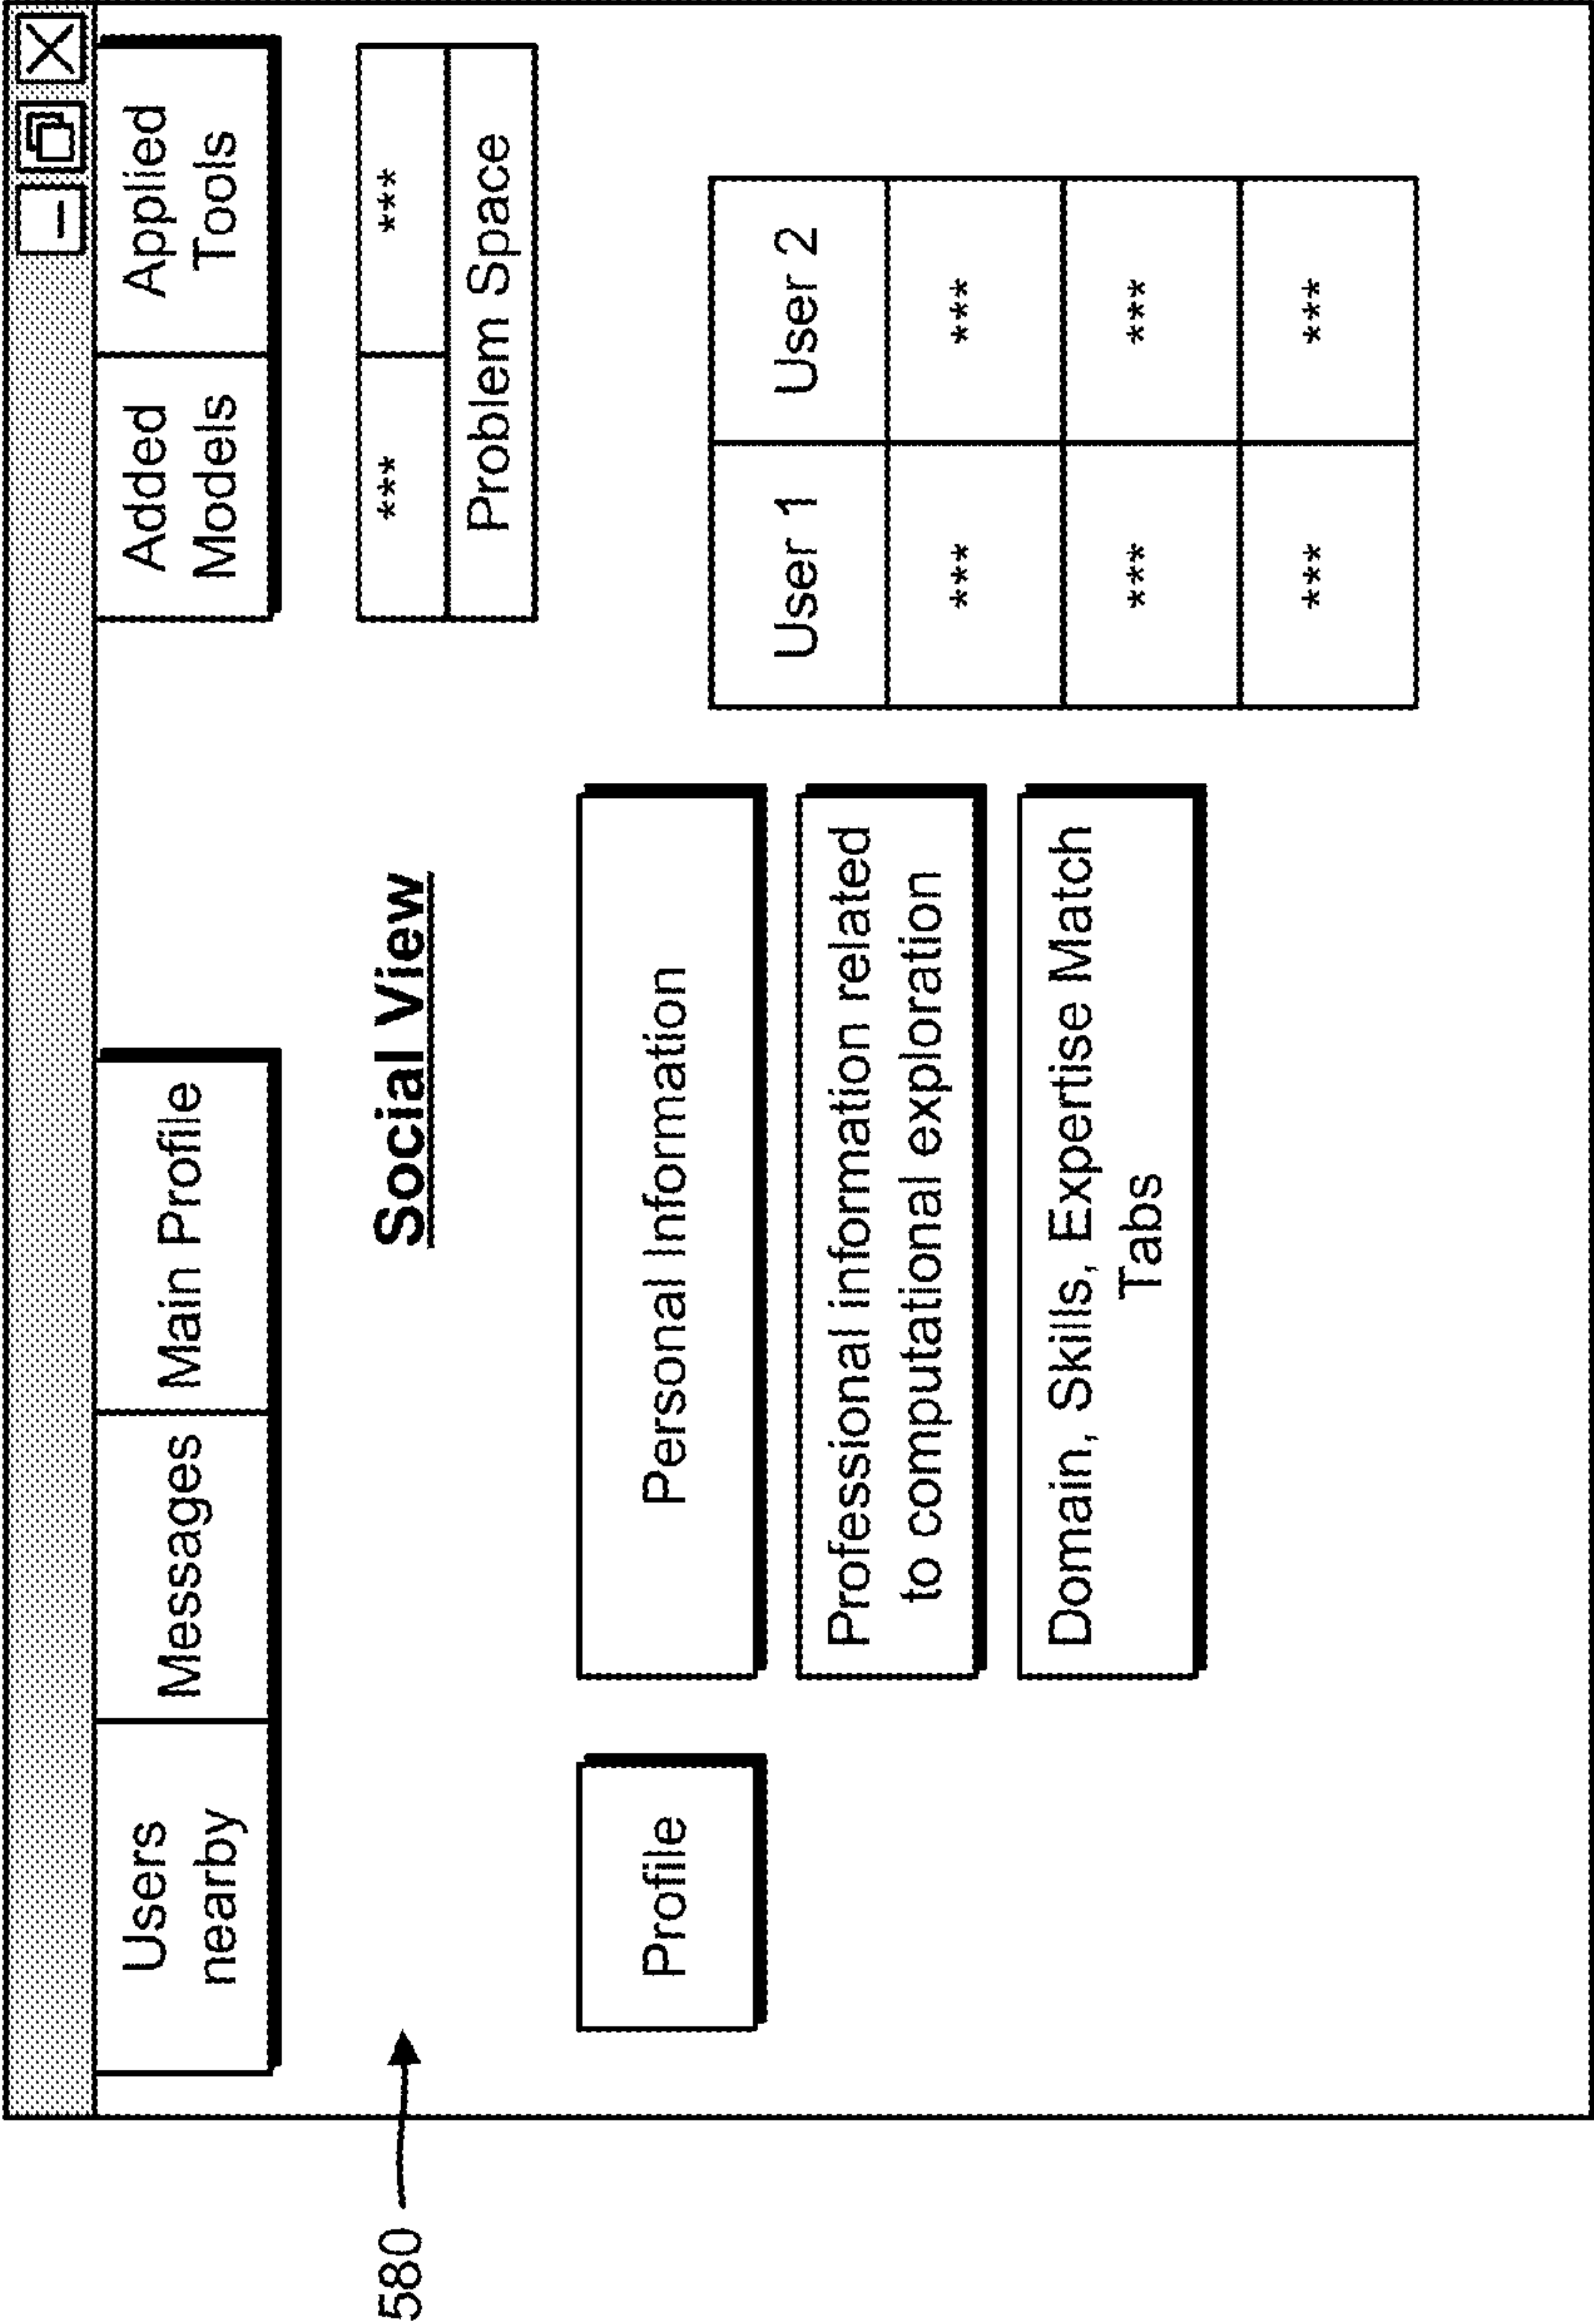 Users
nearby
Messages
Main Profile
Added
Models
Applied
Tools
580
Social View
***
***
Problem Space
Profile
Personal Information
Professional information related
to computational exploration
Domain, Skills, Expertise Match
Tabs
User 1
User 2
***
***
***
***
***
***